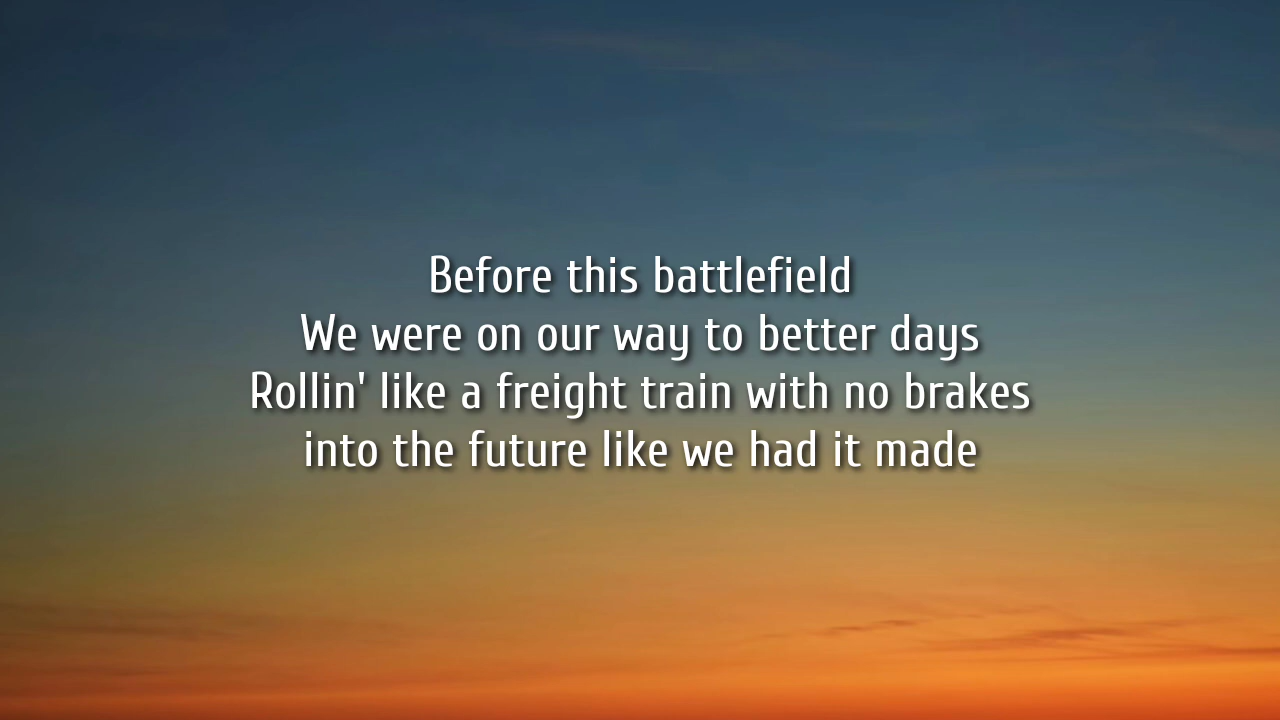 Before this battlefield
We were on our way to better days
Rollin' like a freight train with no brakes
into the future like we had it made